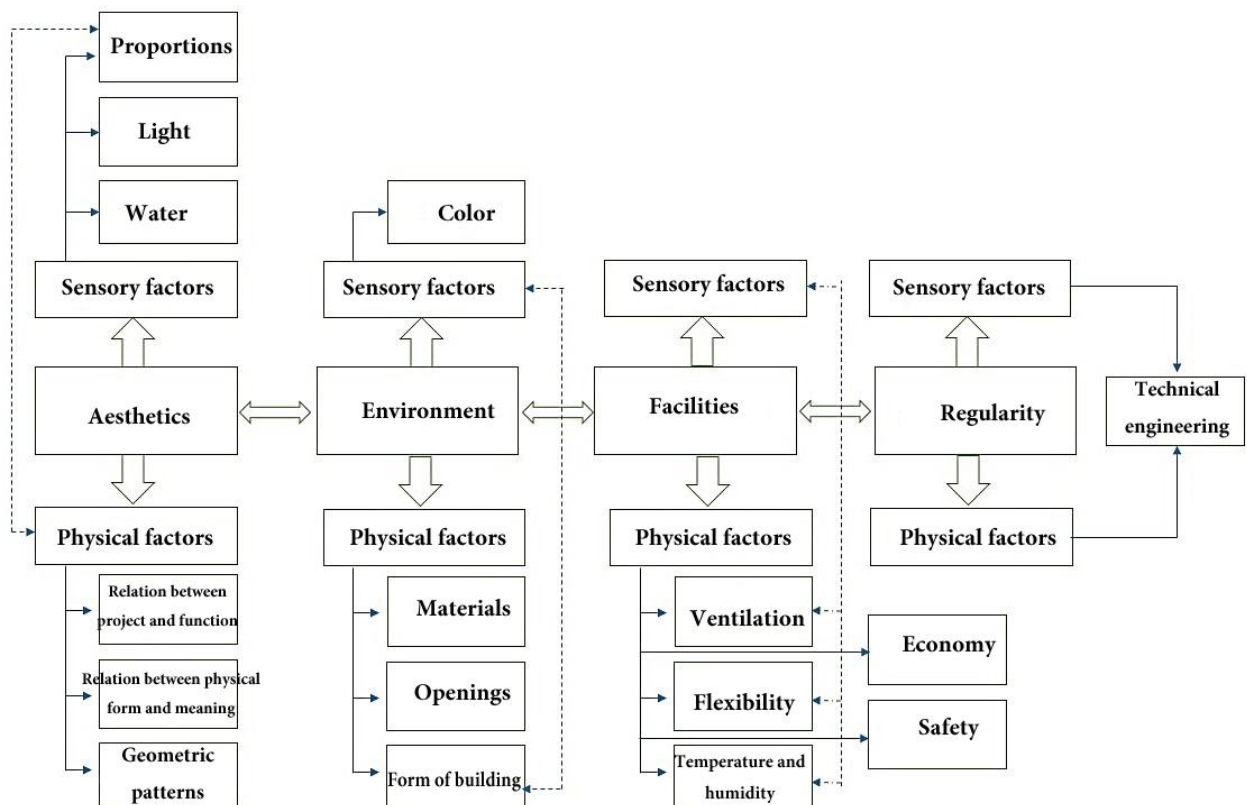 Proportions
Light
Water
Color
Sensory factors
Sensory factors
Sensory factors
Sensory factors
Aesthetics
Environment
Facilities
Regularity
Technical
engineering
Physical factors
Physical factors
Physical factors
Physical factors
Relation between
project and function
Relation between physical
form and meaning
Geometric
patterns
Materials
Openings
Form of building
Ventilation
Flexibility
Temperature and
humidity
Economy
Safety